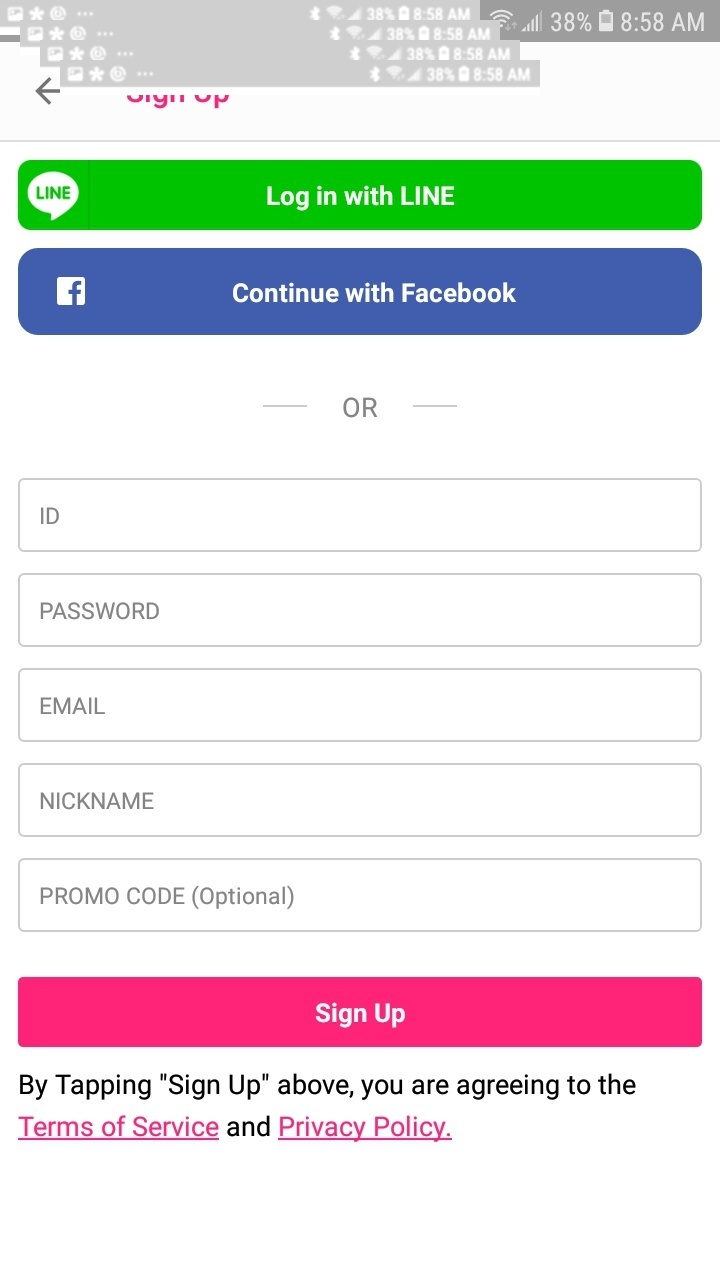 38% 8:58 AM
38% 8:58 AM
38% 8:58 AM
38% 8:58 AM
38% 8:58 AM
Sign Up
LINE Log in with LINE
Continue with Facebook
OR
ID
PASSWORD
EMAIL
NICKNAME
PROMO CODE (Optional)
Sign Up
By Tapping "Sign Up" above, you are agreeing to the
Terms of Service and Privacy Policy.